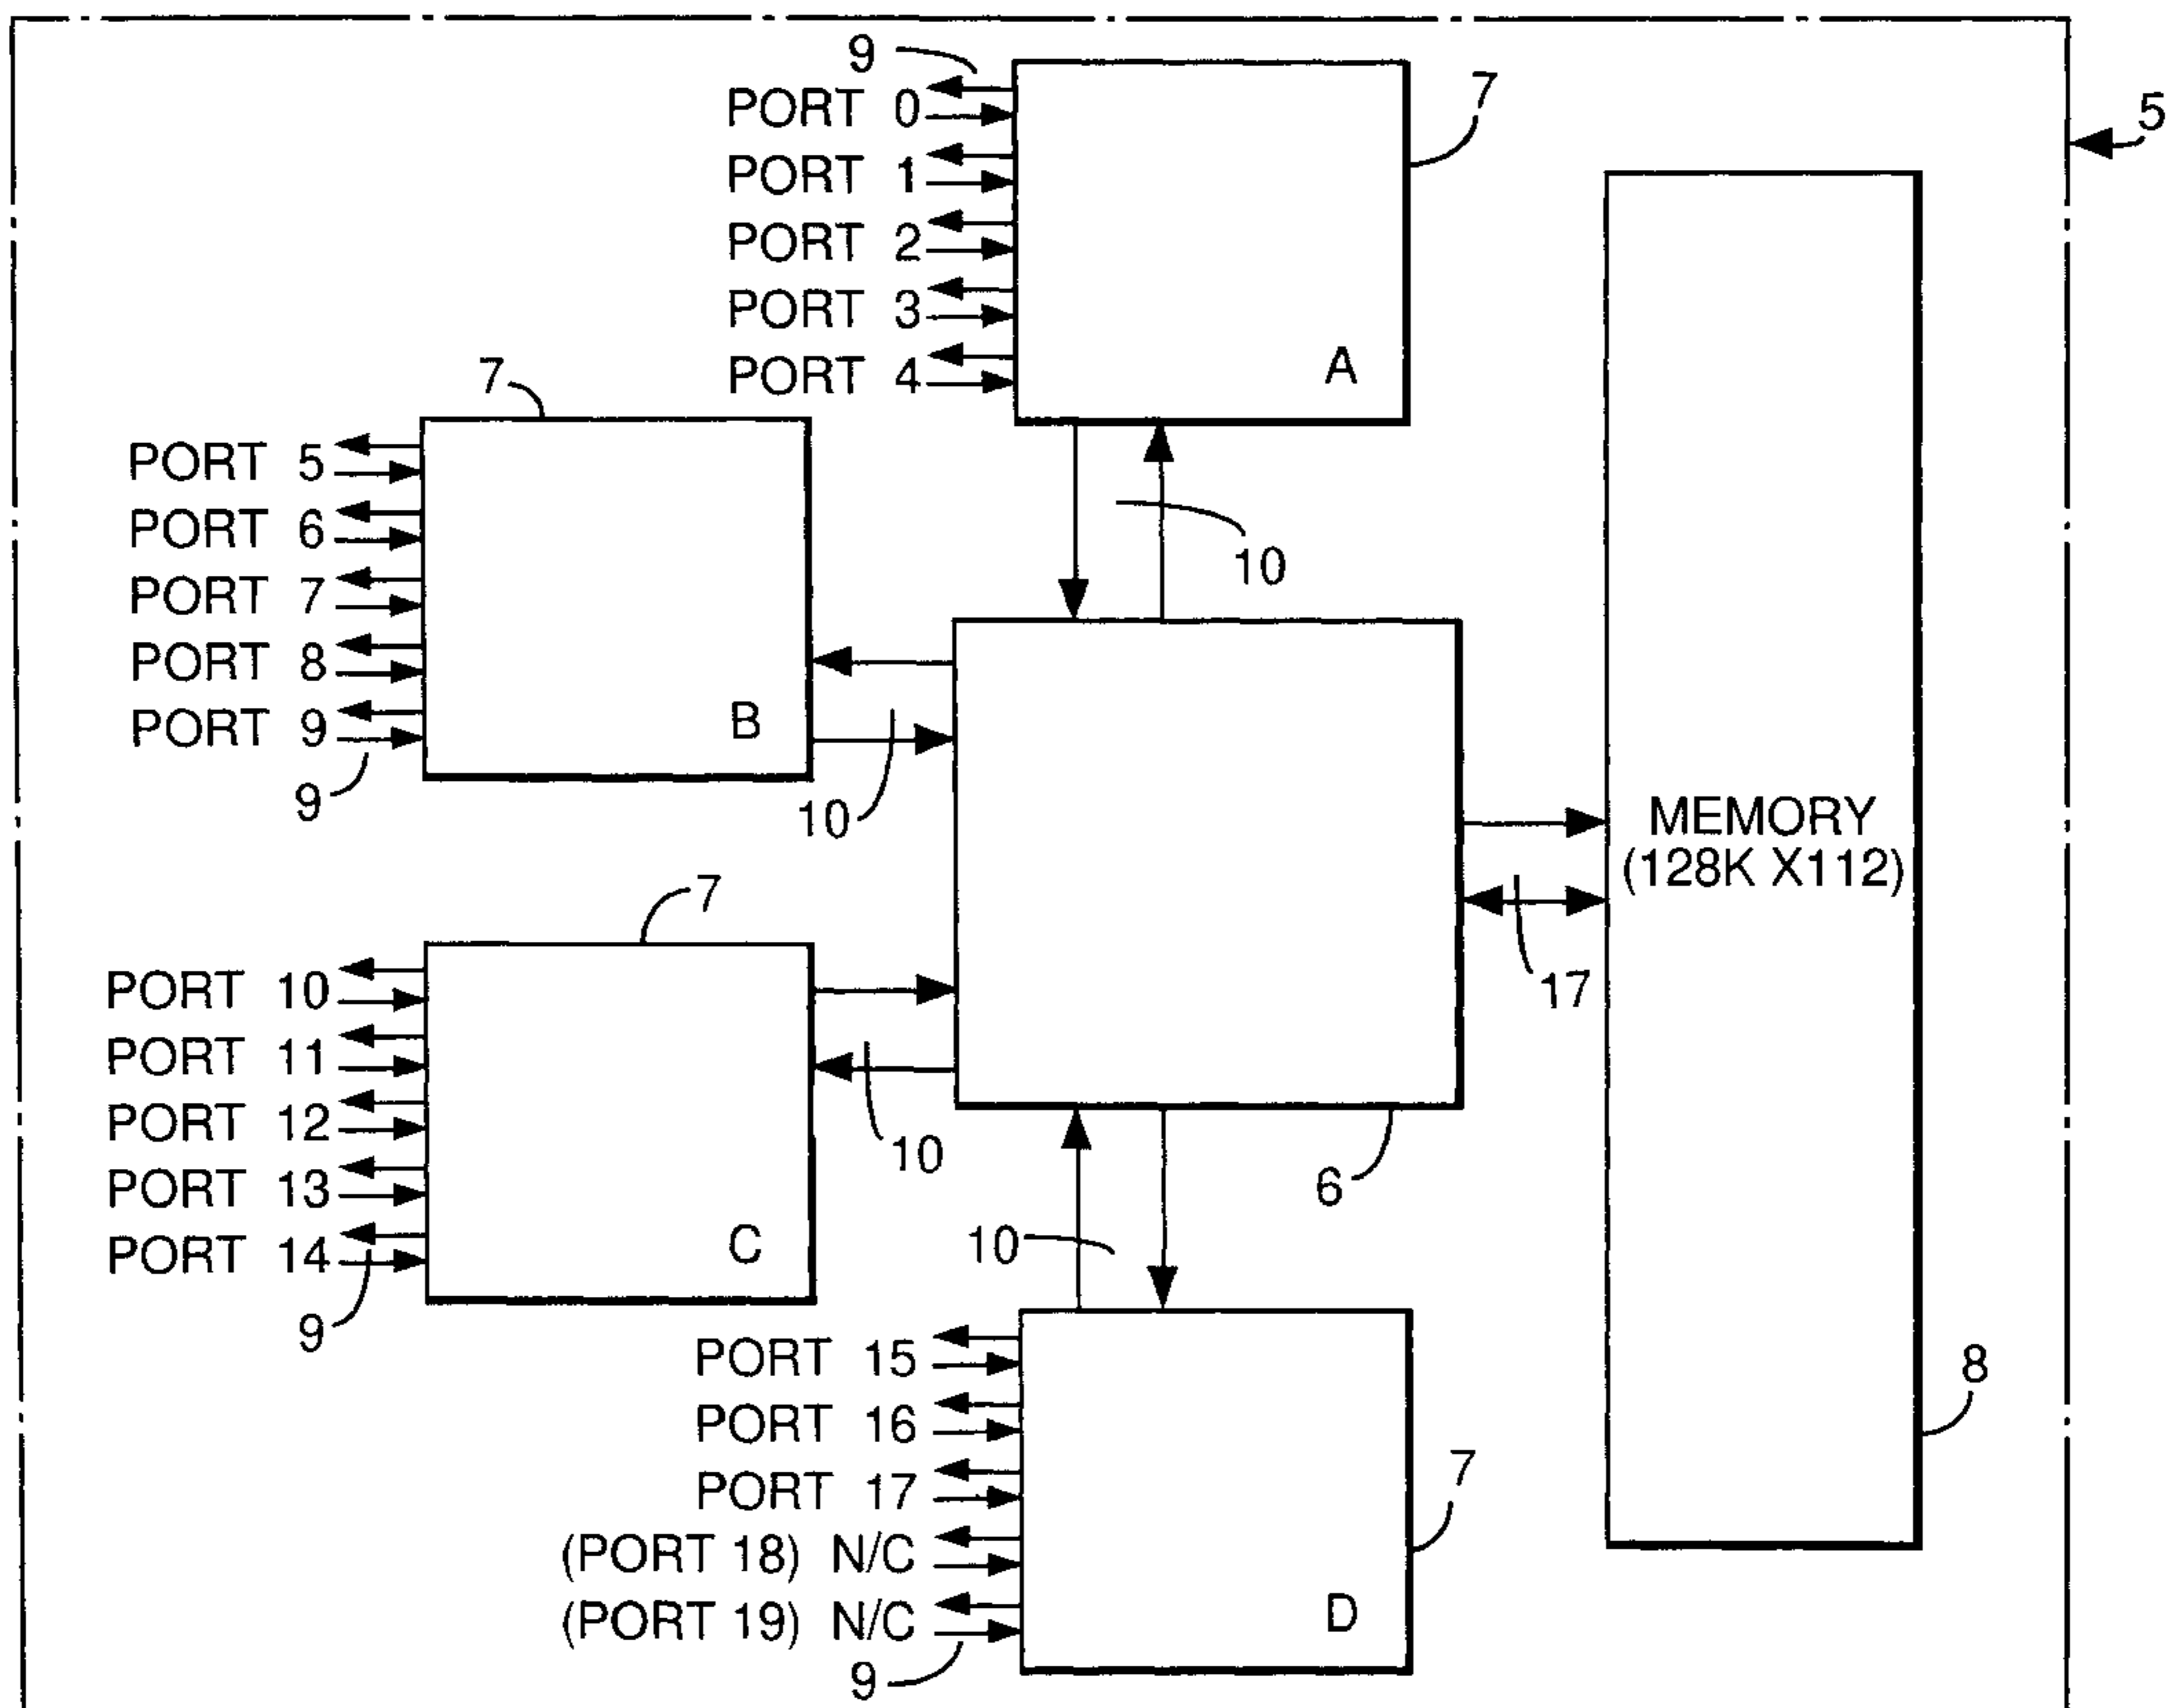 9
PORT 0
7
5
PORT 1
PORT 2
PORT 3
PORT 4
A
7
PORT 5
PORT 6
PORT 7
PORT 8
PORT 9
B
9
10
10
MEMORY
(128K X112)
17
7
PORT 10
PORT 11
PORT 12
PORT 13
PORT 14
C
9
10
6
10
8
PORT 15
PORT 16
PORT 17
(PORT 18) N/C
(PORT 19) N/C
7
D
9